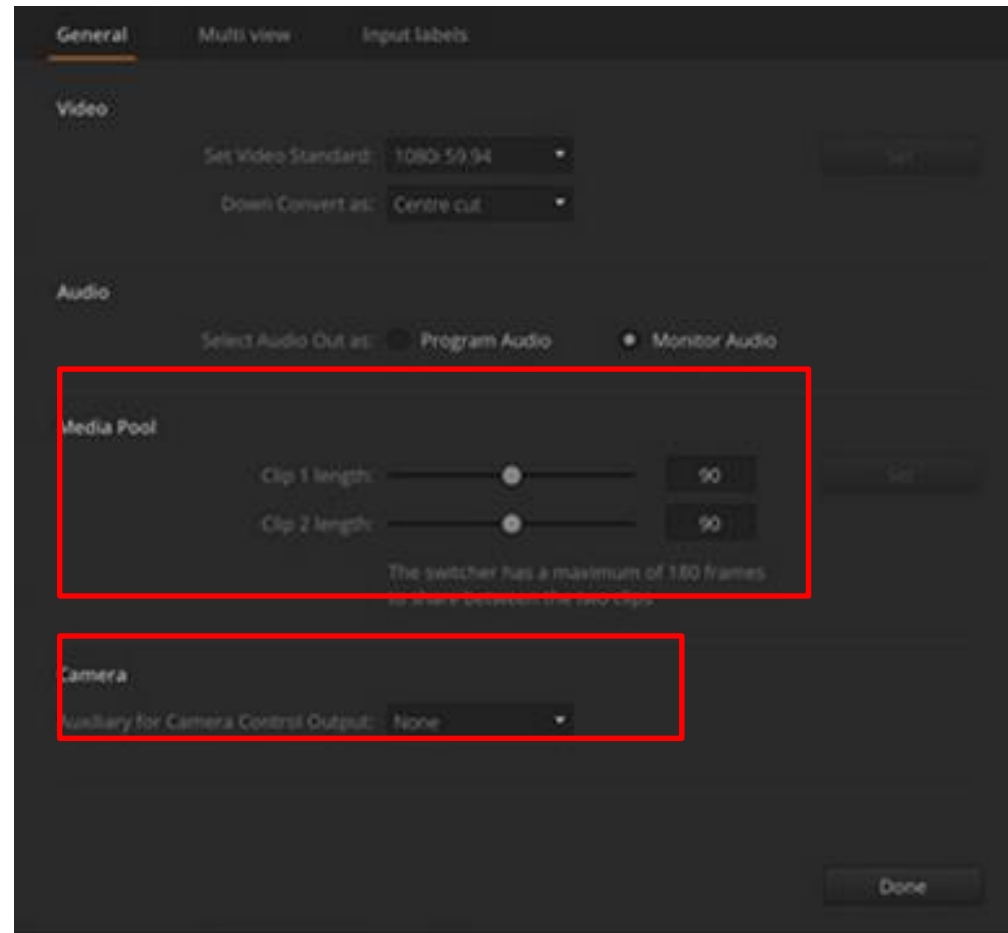 General Multi view Input labels
Video
Set Video Standard: 1080i 59.94 Set
Down Convert as: Centre cut
Audio
Select Audio Out as: Program Audio Monitor Audio
Media Pool
Clip 1 length: 90 Set
Clip 2 length: 90
The switcher has a maximum of 180 frames
to share between the two clips
Camera
Auxiliary for Camera Control Output: None
Done